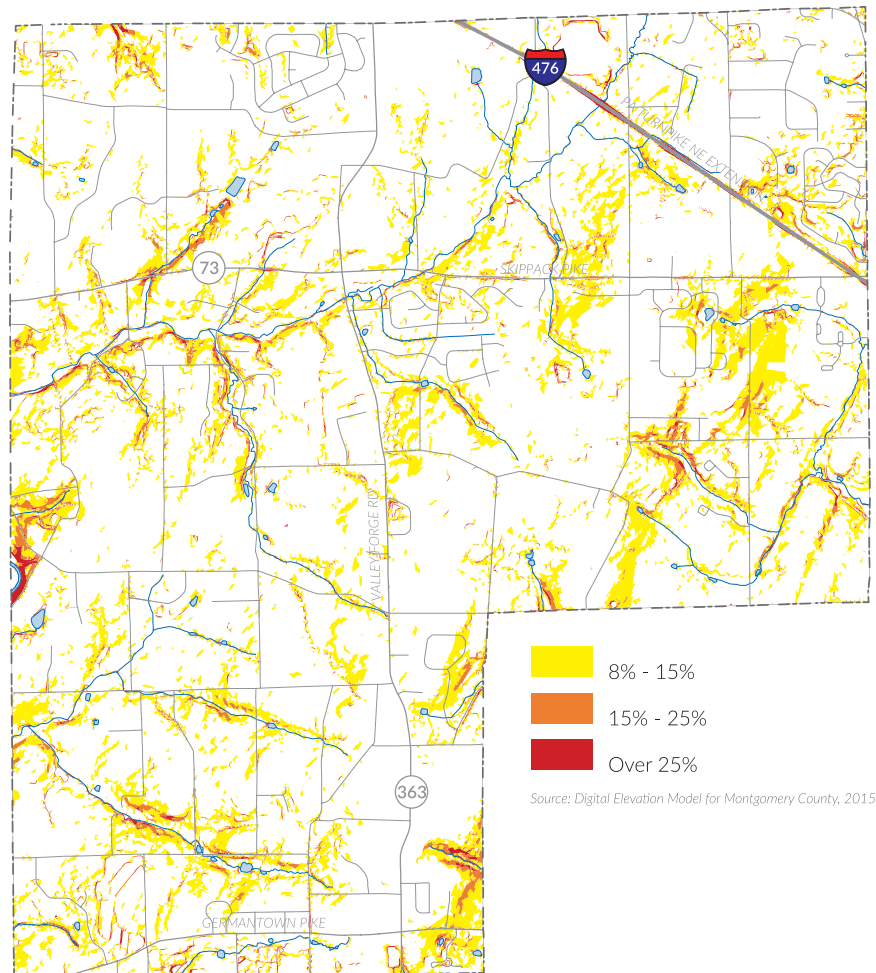 476
PA TURNPIKE NE EXTENSION
73
SKIPPACK PIKE
VALLEY FORGE RD
8% - 15%
15% - 25%
Over 25%
Source: Digital Elevation Model for Montgomery County, 2015
363
GERMANTOWN PIKE